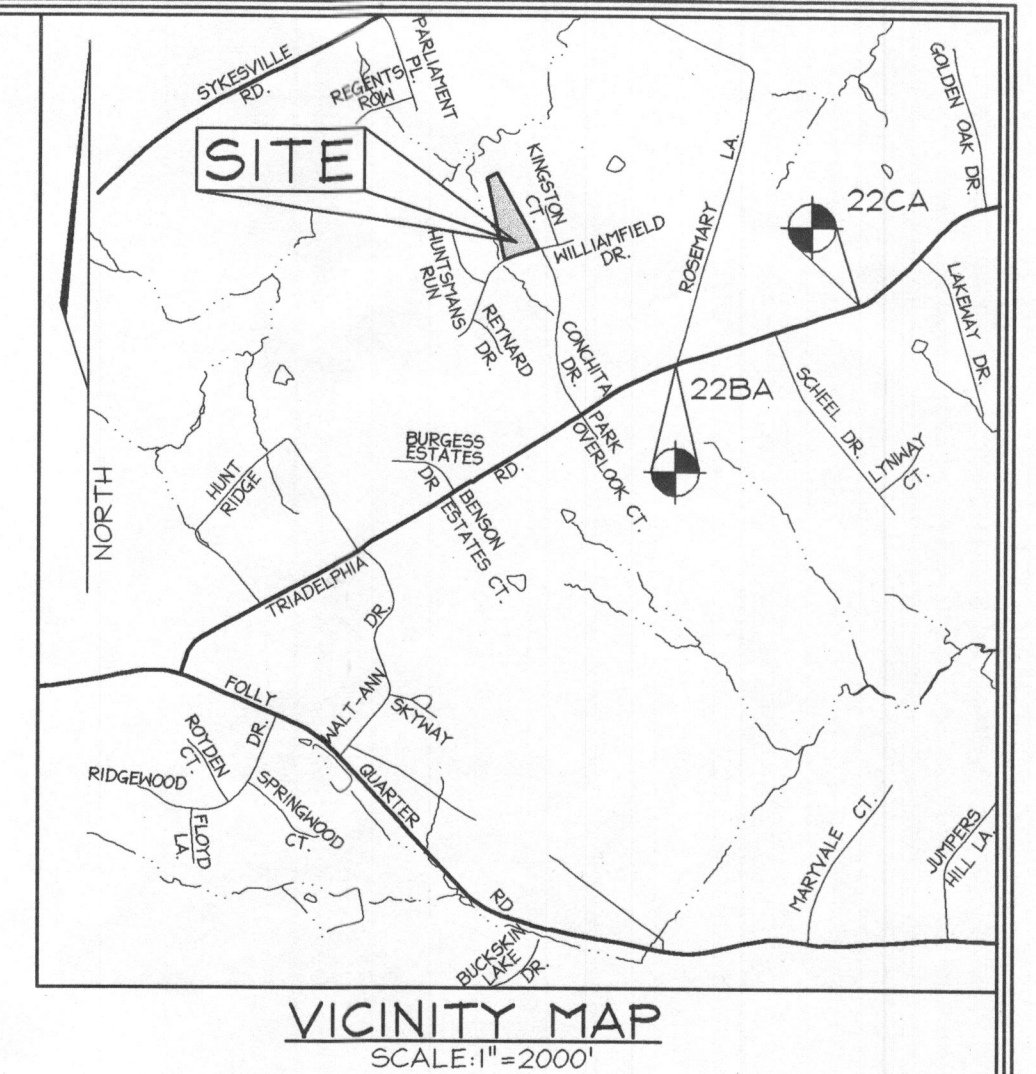 SYKESVILLE
RD.
PARLIAMENT
PL.
REGENTS
ROW
GOLDEN OAK DR.
SITE
KINGSTON
CT.
ROSEMARY LA.
22CA
WILLIAMFIELD
DR.
HUNTSMANS
RUN
REYNARD
DR.
CONCHITA
DR.
LAKEWAY DR.
22BA
SCHEEL DR.
LYNWAY
CT
PARK
OVERLOOK CT.
BURGESS
ESTATES
DR
RD.
BENSON
ESTATES CT.
HUNT
RIDGE
NORTH
TRIADELPHIA
DR.
WALT-ANN
SKYWAY
FOLLY
DR.
ROYDEN
CT.
RIDGEWOOD
SPRINGWOOD
CT.
FLOYD
LA.
QUARTER
RD
MARYVALE CT.
JUMPERS
HILL LA.
BUCKSKIN
LAKE
DR.
VICINITY MAP
SCALE:1"=2000'